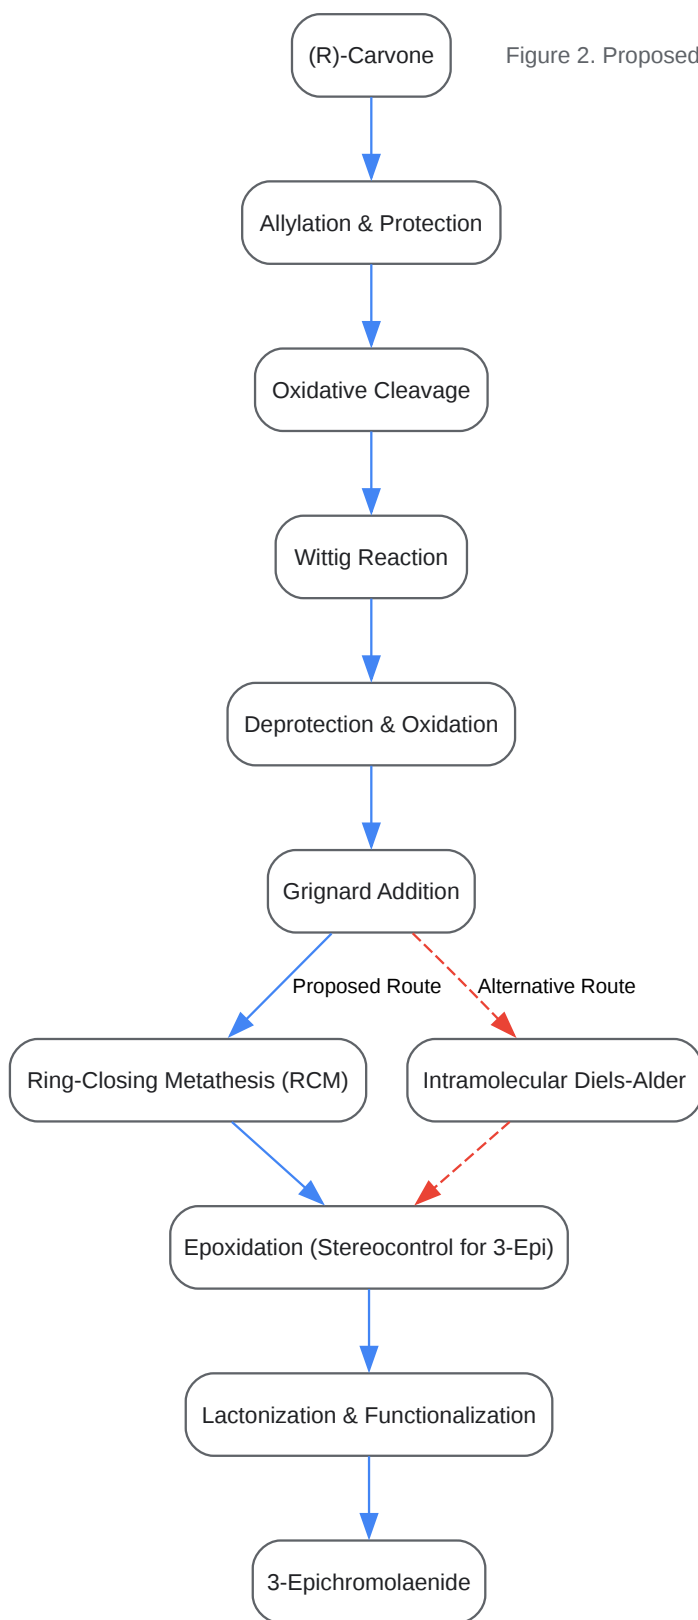 (R)-Carvone
Figure 2. Proposed
Allylation & Protection
Oxidative Cleavage
Wittig Reaction
Deprotection & Oxidation
Grignard Addition
Proposed Route
Alternative Route
Ring-Closing Metathesis (RCM)
Intramolecular Diels-Alder
Epoxidation (Stereocontrol for 3-Epi)
Lactonization & Functionalization
3-Epichromolaenide